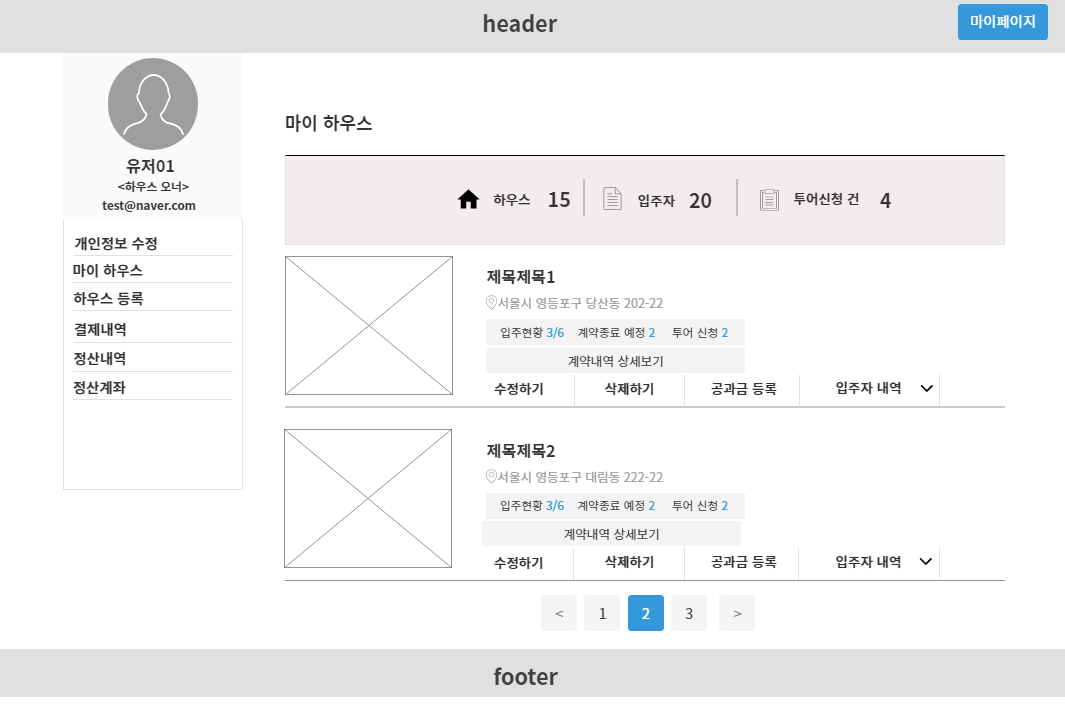 header
마이페이지
유저01
<하우스 오너>
test@naver.com
개인정보 수정
마이 하우스
하우스 등록
결제내역
정산내역
정산계좌
마이 하우스
하우스 15 입주자 20 투어신청 건 4
제목제목1
서울시 영등포구 당산동 202-22
입주현황 3/6 계약종료 예정 2 투어 신청 2
계약내역 상세보기
수정하기 삭제하기 공과금 등록 입주자 내역
제목제목2
서울시 영등포구 대림동 222-22
입주현황 3/6 계약종료 예정 2 투어 신청 2
계약내역 상세보기
수정하기 삭제하기 공과금 등록 입주자 내역
< 1 2 3 >
footer